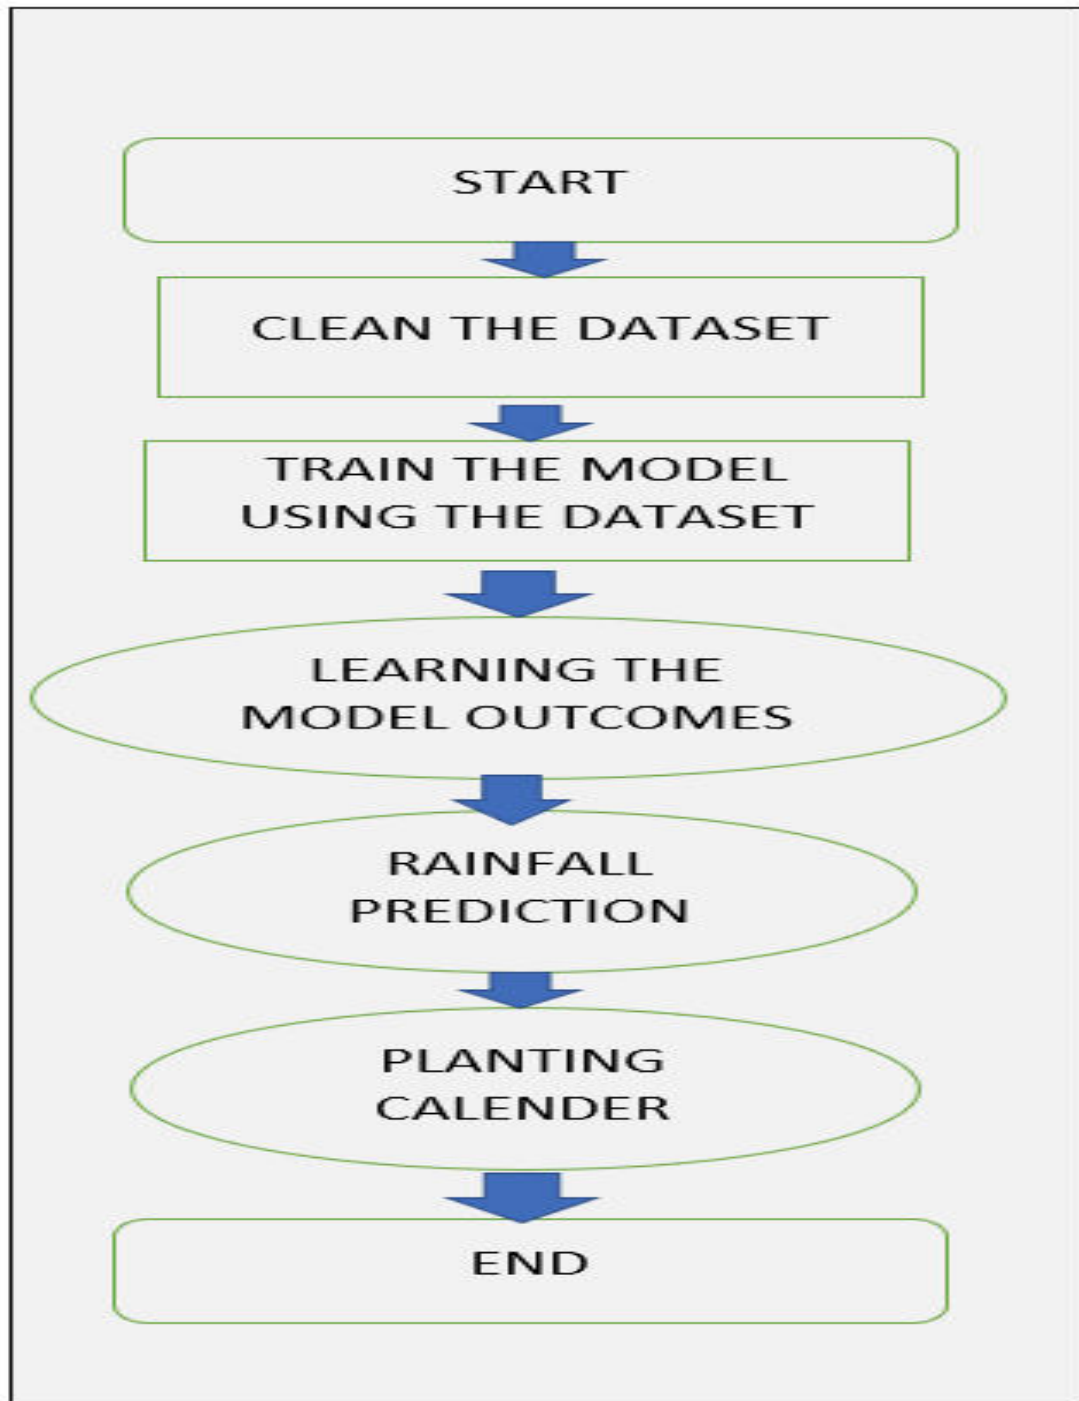 START
CLEAN THE DATASET
TRAIN THE MODEL
USING THE DATASET
LEARNING THE
MODEL OUTCOMES
RAINFALL
PREDICTION
PLANTING
CALENDER
END